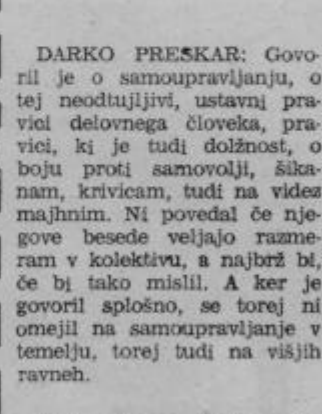 DARKO PRESKAR: Govo-
ril je o samoupravljanju, o
tej neodtujljivi, ustavni pra-
vici delovnega človeka, pra-
vici, ki je tudi dolžnost, o
boju proti samovolji, šika-
nam, krivicam, tudi na videz
majhnim. Ni povedal če nje-
gove besede veljajo razme-
ram v kolektivu, a najbrž bi,
če bi tako mislil. A ker je
govoril splošno, se torej ni
omejil na samoupravljanje v
temelju, torej tudi na višjih
ravneh.